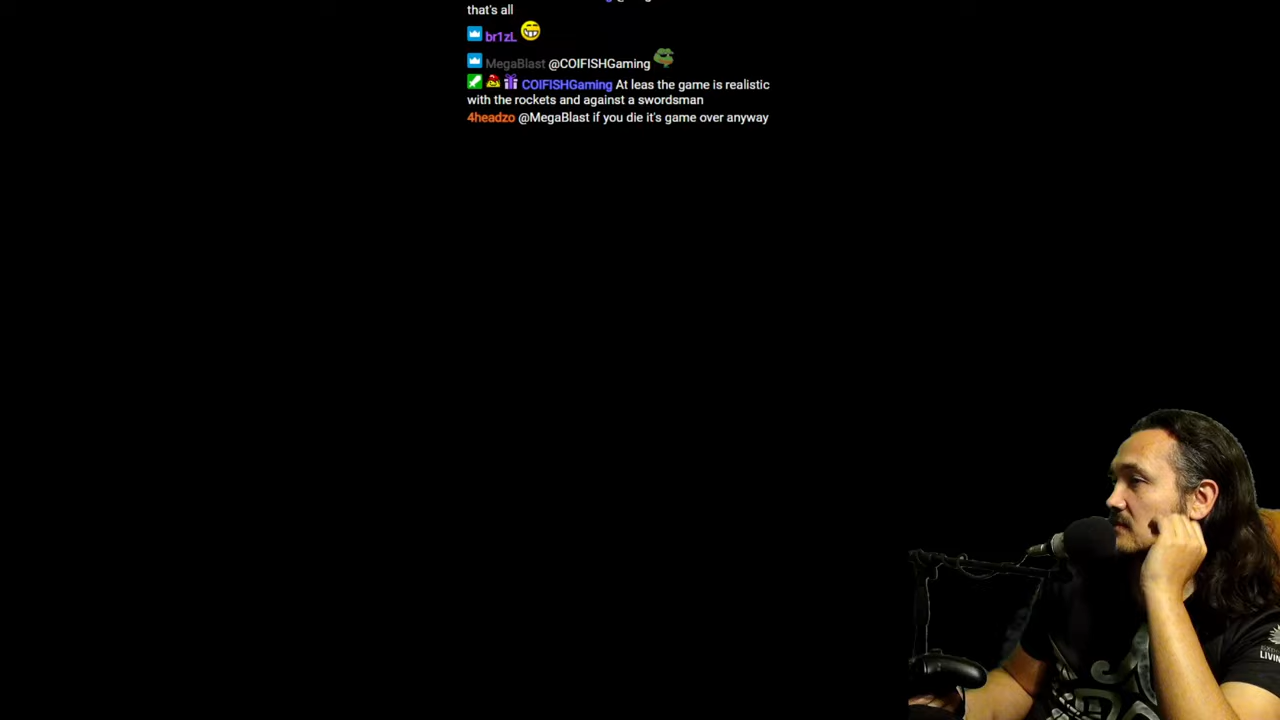 that's all
br1zL
MegaBlast @COIFISHGaming
COIFISHGaming At leas the game is realistic
with the rockets and against a swordsman
4headzo @MegaBlast if you die it's game over anyway
LIVIN